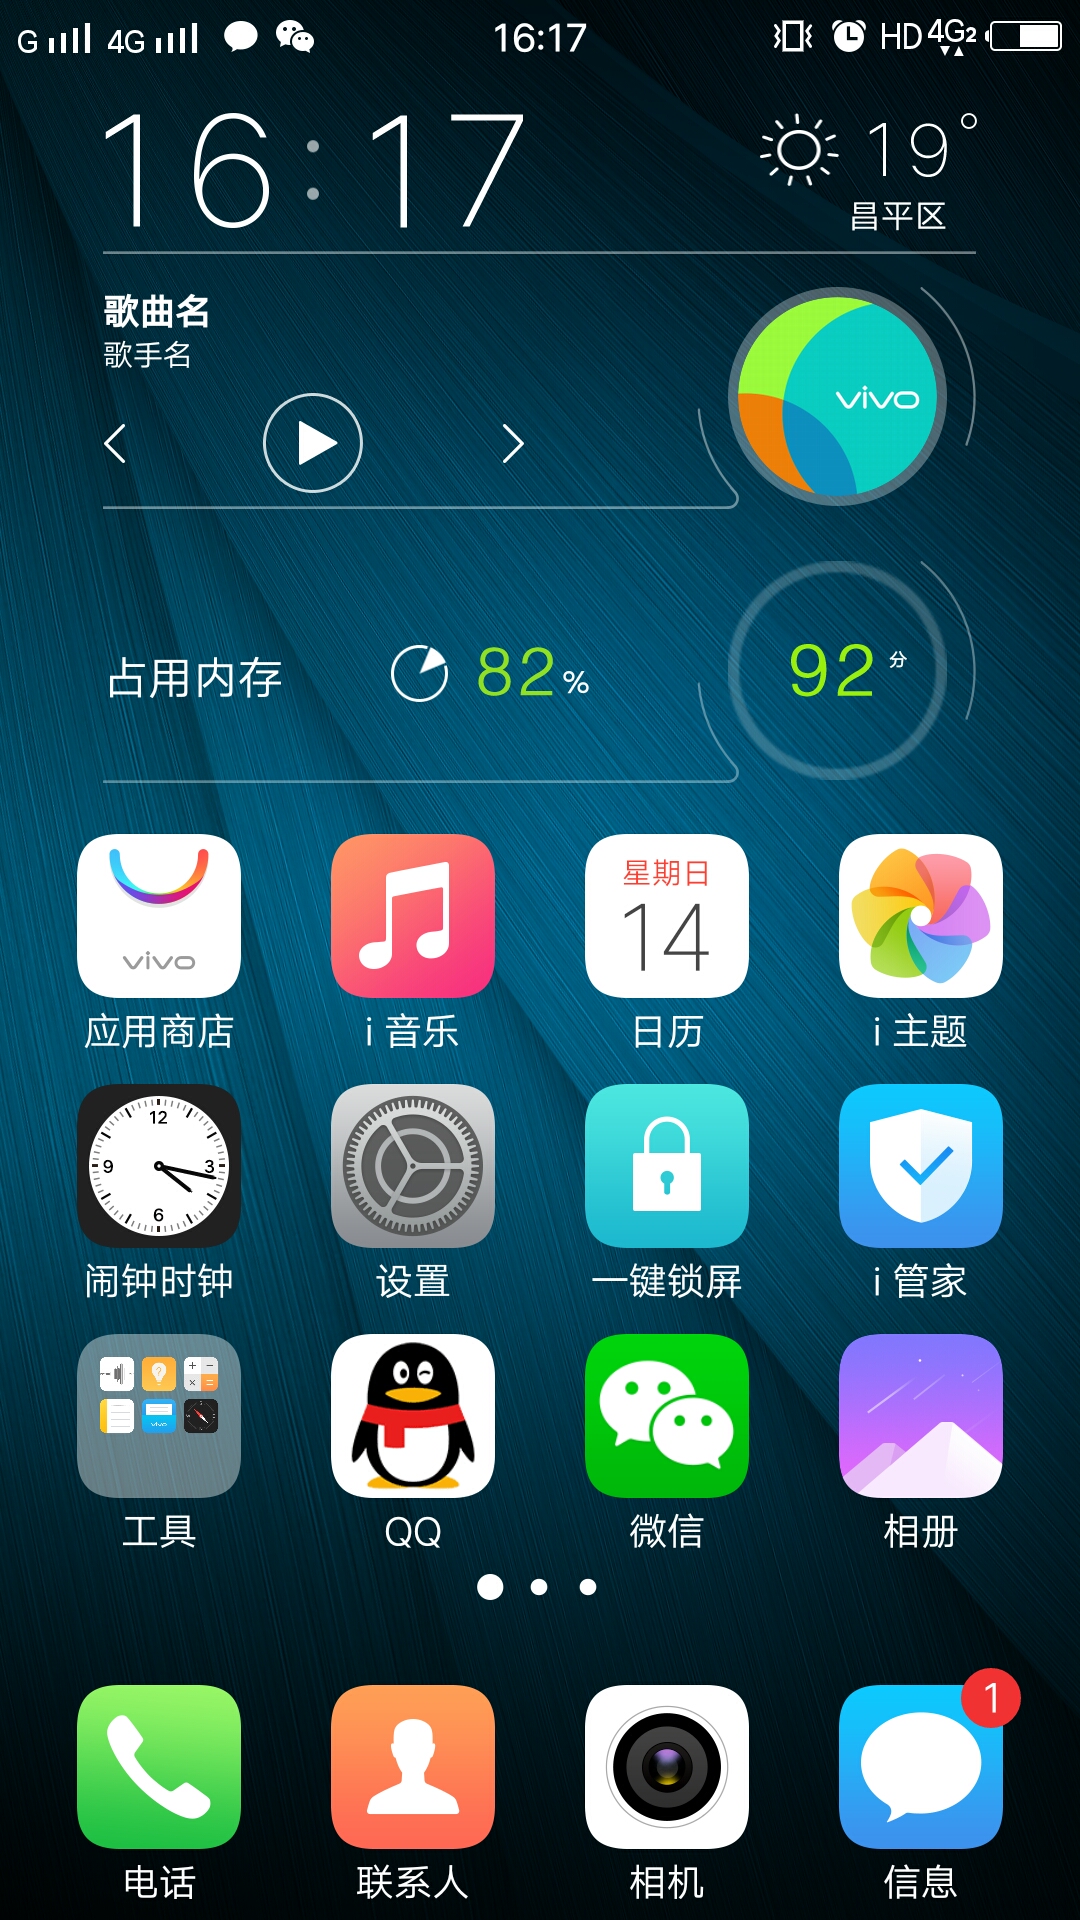 G 4G 16:17 HD 4G2
16:17 19°
昌平区
歌曲名
歌手名
vivo
占用内存 82% 92分
vivo
星期日
14
应用商店 i 音乐 日历 i 主题
12
9 3
6
闹钟时钟 设置 一键锁屏 i 管家
vivo
工具 QQ 微信 相册
1
电话 联系人 相机 信息